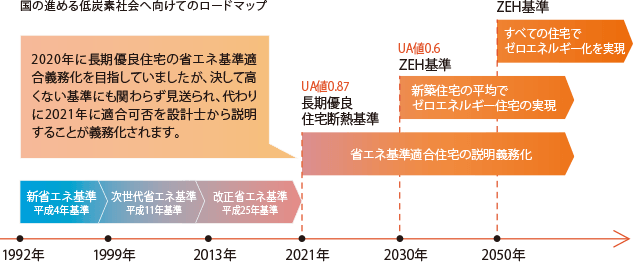 国の進める低炭素社会へ向けてのロードマップ
2020年に長期優良住宅の省エネ基準適
合義務化を目指していましたが、決して高
くない基準にも関わらず見送られ、代わり
に2021年に適合可否を設計士から説明
することが義務化されます。
ZEH基準
すべての住宅で
ゼロエネルギー化を実現
UA値0.6
ZEH基準
新築住宅の平均で
ゼロエネルギー住宅の実現
UA値0.87
長期優良
住宅断熱基準
省エネ基準適合住宅の説明義務化
新省エネ基準
平成4年基準
次世代省エネ基準
平成11年基準
改正省エネ基準
平成25年基準
1992年
1999年
2013年
2021年
2030年
2050年